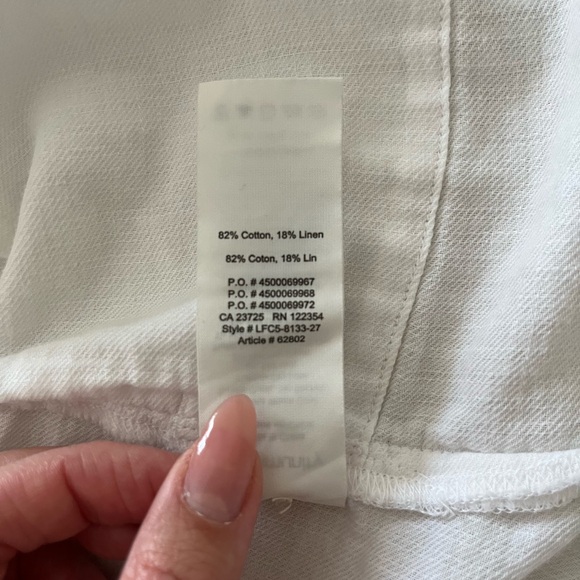 82% Cotton, 18% Linen
82% Coton, 18% Lin
P.O. # 4500069967
P.O. # 4500069968
P.O. # 4500069972
CA 23725 RN 122354
Style # LFC5-8133-27
Article # 62802